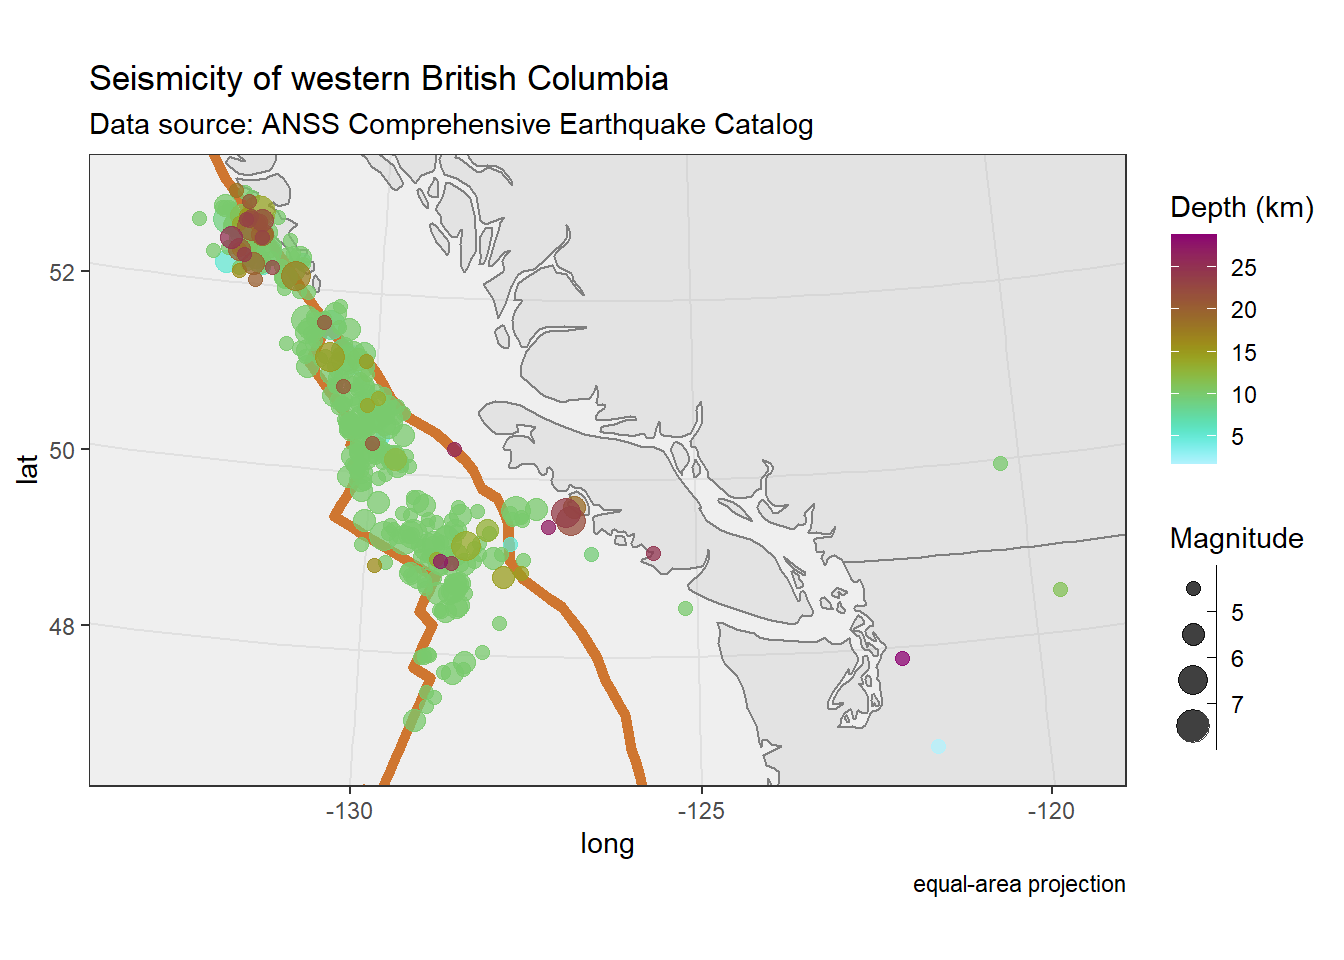 Seismicity of western British Columbia
Data source: ANSS Comprehensive Earthquake Catalog
52
50
48
lat
-130
-125
-120
long
equal-area projection
Depth (km)
25
20
15
10
5
Magnitude
5
6
7